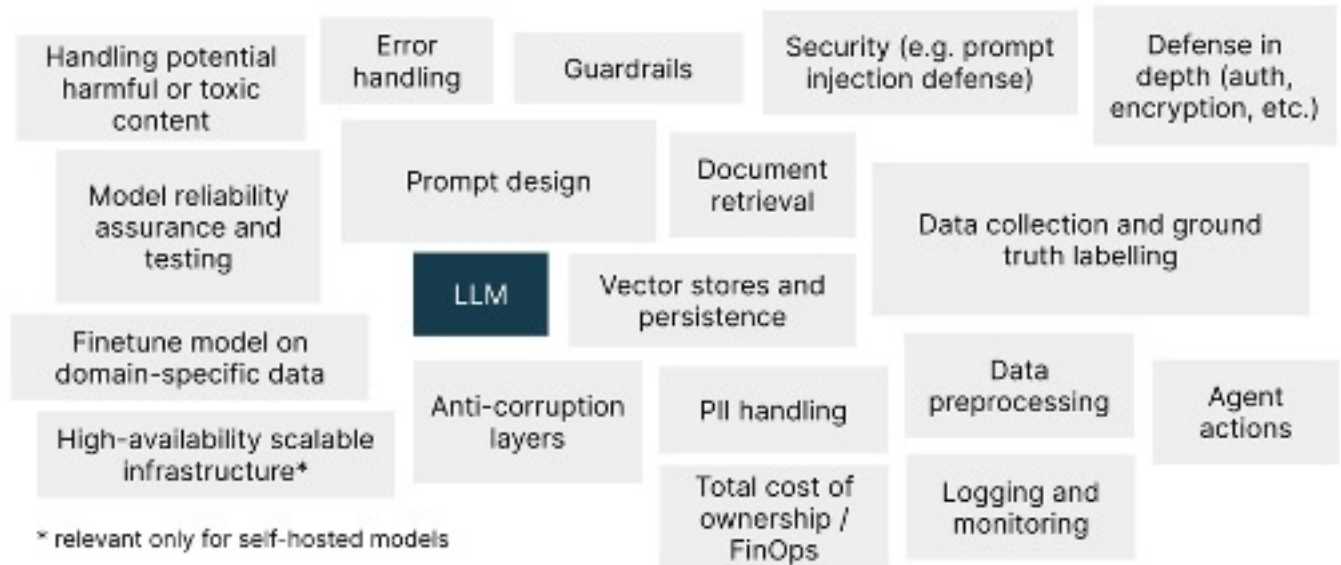 Handling potential
harmful or toxic
content
Error
handling
Guardrails
Security (e.g. prompt
injection defense)
Defense in
depth (auth,
encryption, etc.)
Model reliability
assurance and
testing
Prompt design
Document
retrieval
Data collection and ground
truth labelling
LLM
Vector stores and
persistence
Finetune model on
domain-specific data
Anti-corruption
layers
PII handling
Data
preprocessing
Agent
actions
High-availability scalable
infrastructure*
Total cost of
ownership /
FinOps
Logging and
monitoring
* relevant only for self-hosted models